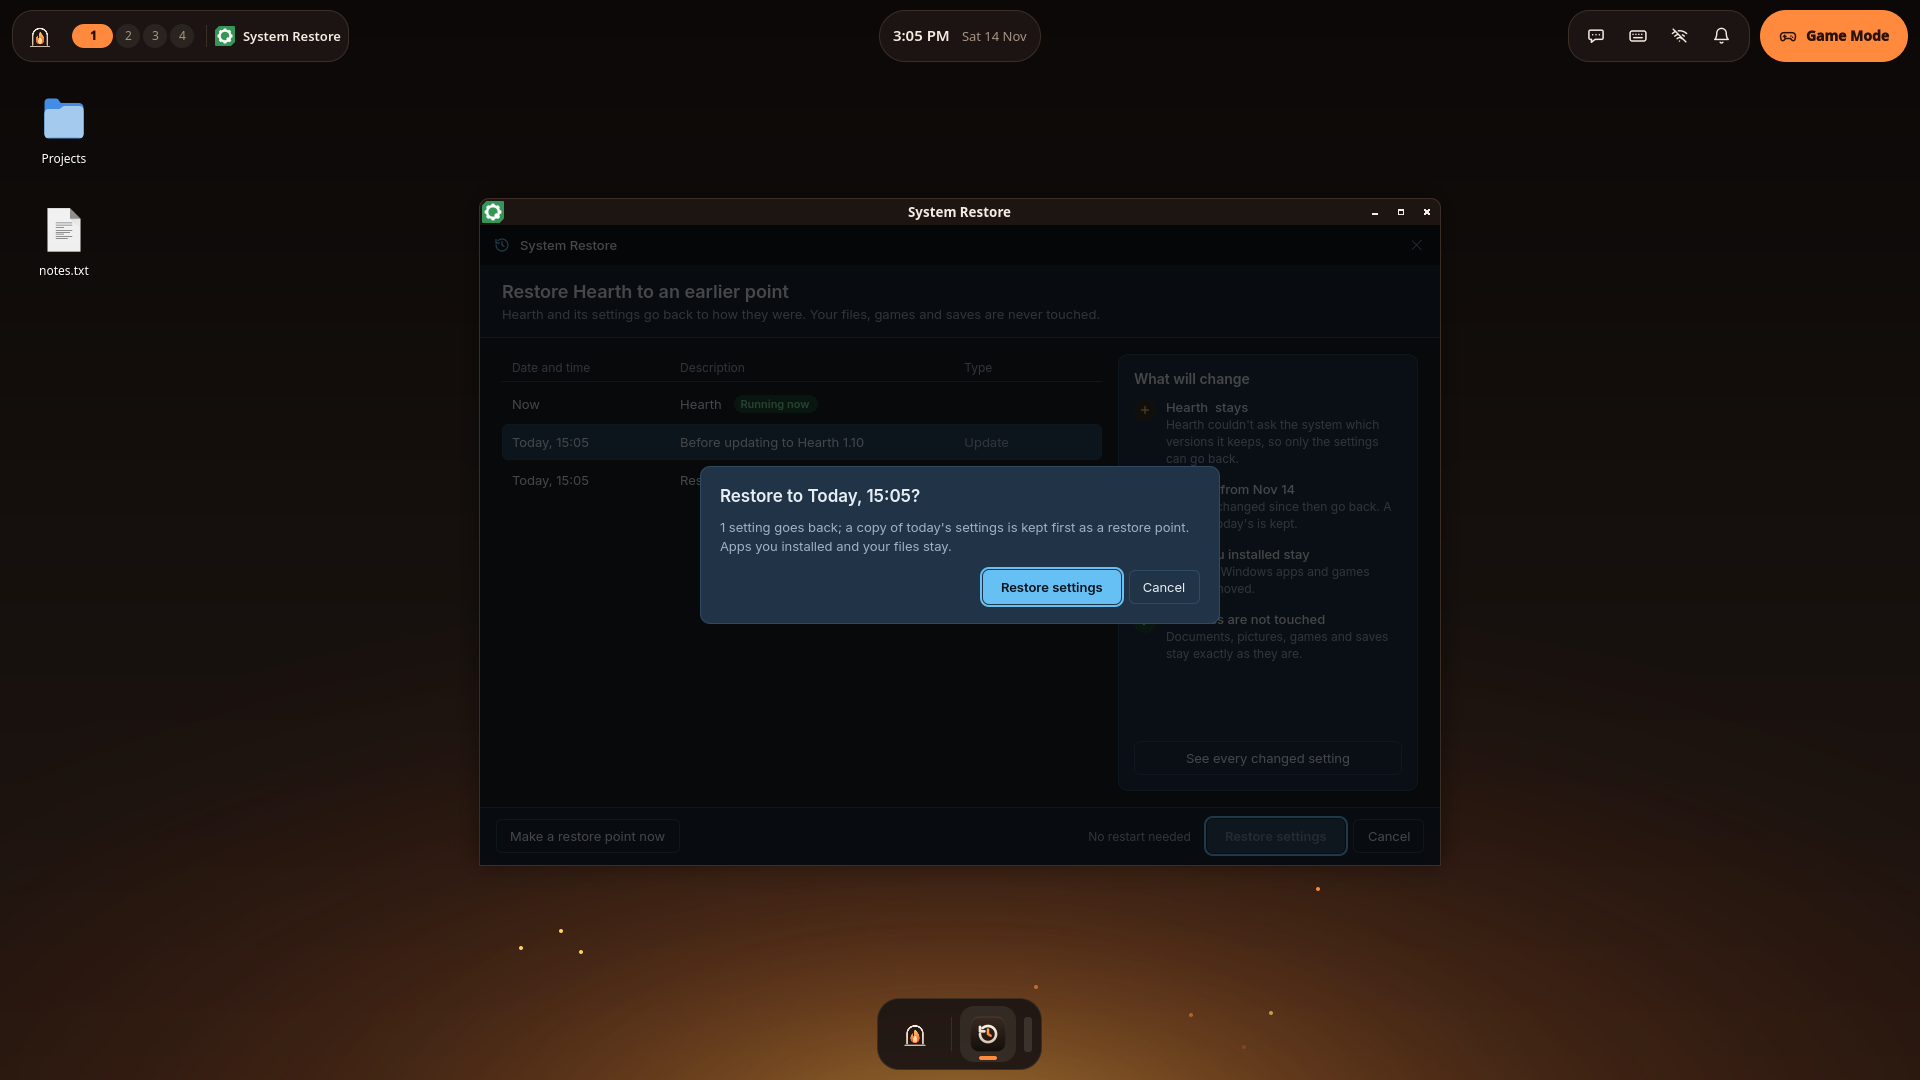 1 2 3 4 System Restore
3:05 PM Sat 14 Nov
Game Mode
Projects
notes.txt
System Restore
System Restore
Restore Hearth to an earlier point
Hearth and its settings go back to how they were. Your files, games and saves are never touched.
Date and time Description Type
Now Hearth Running now
Today, 15:05 Before updating to Hearth 1.10 Update
Today, 15:05
What will change
Hearth stays
Hearth couldn't ask the system which
versions it keeps, so only the settings
can go back.
from Nov 14
changed since then go back. A
is kept.
installed stay
Windows apps and games
are not touched
Documents, pictures, games and saves
stay exactly as they are.
See every changed setting
Restore to Today, 15:05?
1 setting goes back; a copy of today's settings is kept first as a restore point.
Apps you installed and your files stay.
Restore settings Cancel
Make a restore point now
No restart needed
Restore settings
Cancel